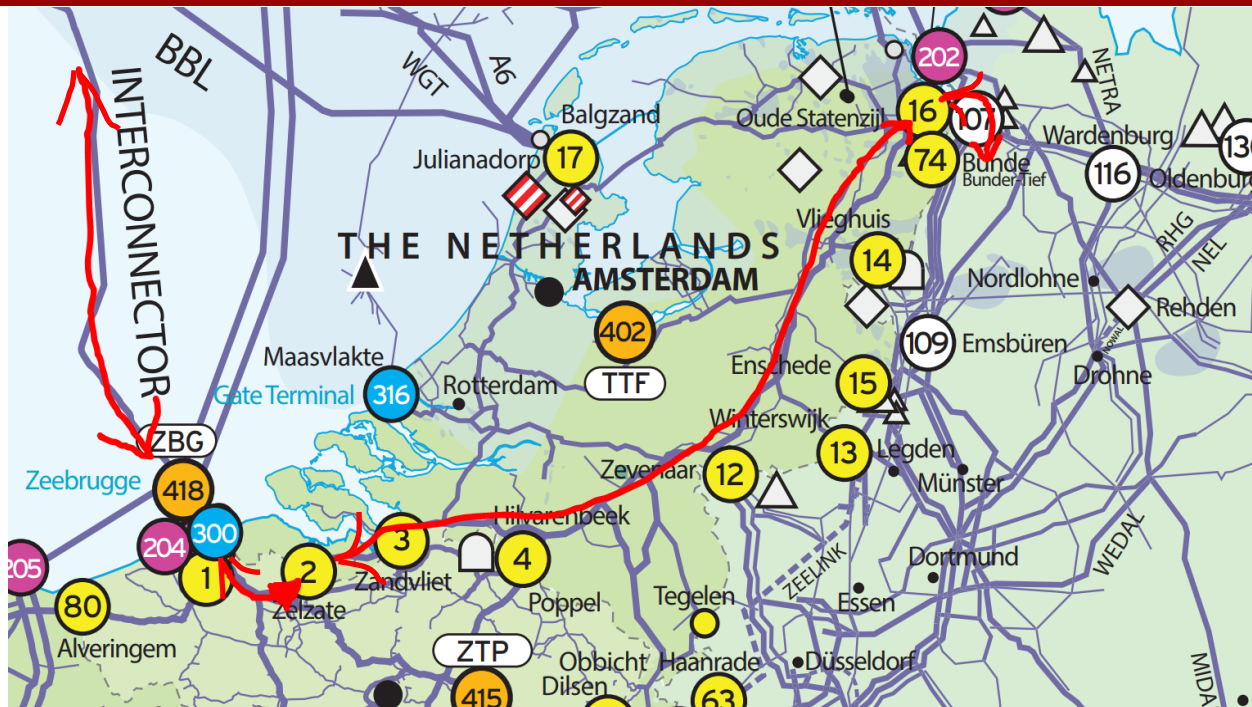 BBL
INTERCONNECTOR
WGT
A6
202
NETRA
Balgzand
Julianadorp
17
Oude Statenzijl
16
107
74
Bunde
Bunder-Tief
Wardenburg
116
Oldenburg
THE NETHERLANDS
AMSTERDAM
Vlieghuis
14
RHG
NEL
Nordlohne
Rehden
402
TTF
109
Emsbüren
NOWAL
Drohne
Maasvlakte
Gate Terminal
316
Rotterdam
Enschede
15
Winterswijk
13
Legden
Münster
ZBG
Zeebrugge
418
Zevenaar
12
300
204
205
1
2
Zelzate
3
Zandvliet
Hilvarenbeek
4
Poppel
80
Alveringem
ZEELINK
Dortmund
WEDAL
Tegelen
Essen
ZTP
415
Obbicht
Dilsen
Haanrade
63
Düsseldorf
MIDA